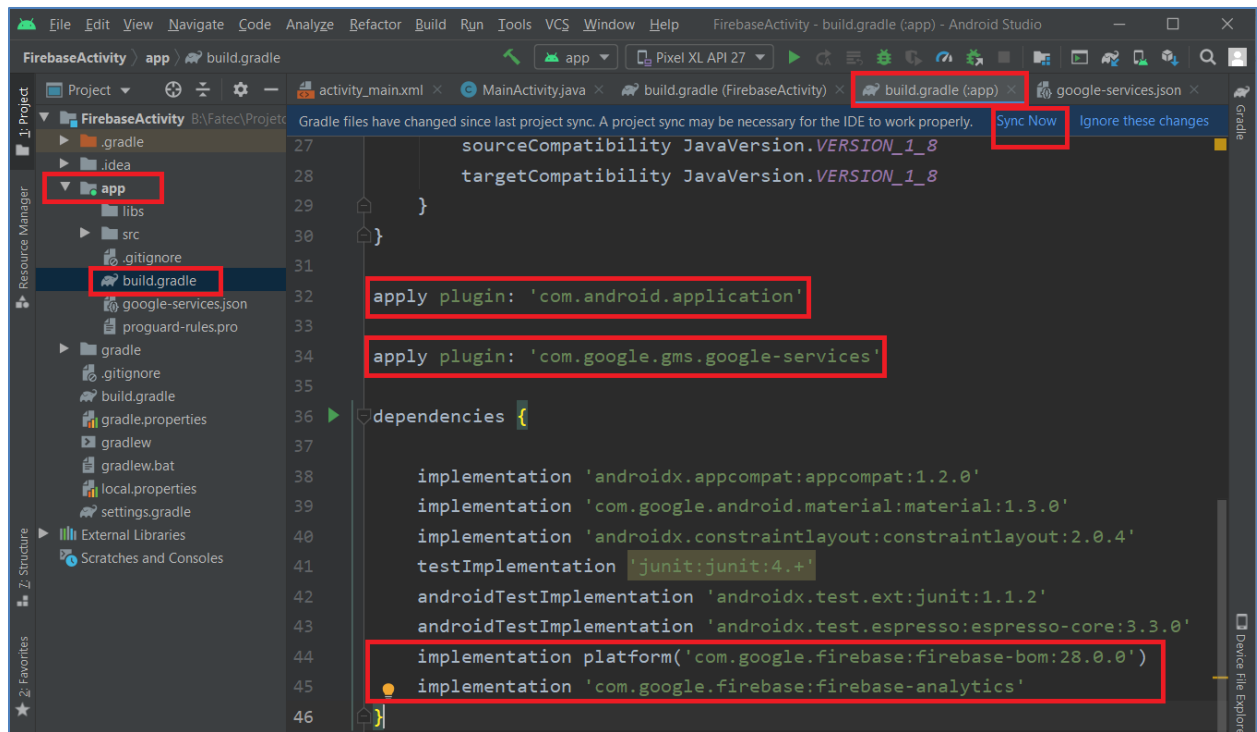 File Edit View Navigate Code Analyze Refactor Build Run Tools VCS Window Help FirebaseActivity - build.gradle (:app) - Android Studio
FirebaseActivity app build.gradle app Pixel XL API 27
Project activity_main.xml MainActivity.java build.gradle (FirebaseActivity) build.gradle (:app) google-services.json
Gradle files have changed since last project sync. A project sync may be necessary for the IDE to work properly. Sync Now Ignore these changes
1: Project
Resource Manager
Z: Structure
2: Favorites
FirebaseActivity B:\Fatec\Projeto
.gradle
.idea
app
libs
src
.gitignore
build.gradle
google-services.json
proguard-rules.pro
gradle
.gitignore
build.gradle
gradle.properties
gradlew
gradlew.bat
local.properties
settings.gradle
External Libraries
Scratches and Consoles
27 sourceCompatibility JavaVersion.VERSION_1_8
28 targetCompatibility JavaVersion.VERSION_1_8
29 }
30 }
31
32 apply plugin: 'com.android.application'
33
34 apply plugin: 'com.google.gms.google-services'
35
36 dependencies {
37
38 implementation 'androidx.appcompat:appcompat:1.2.0'
39 implementation 'com.google.android.material:material:1.3.0'
40 implementation 'androidx.constraintlayout:constraintlayout:2.0.4'
41 testImplementation 'junit:junit:4.+'
42 androidTestImplementation 'androidx.test.ext:junit:1.1.2'
43 androidTestImplementation 'androidx.test.espresso:espresso-core:3.3.0'
44 implementation platform('com.google.firebase:firebase-bom:28.0.0')
45 implementation 'com.google.firebase:firebase-analytics'
46 }
Gradle
Device File Explore